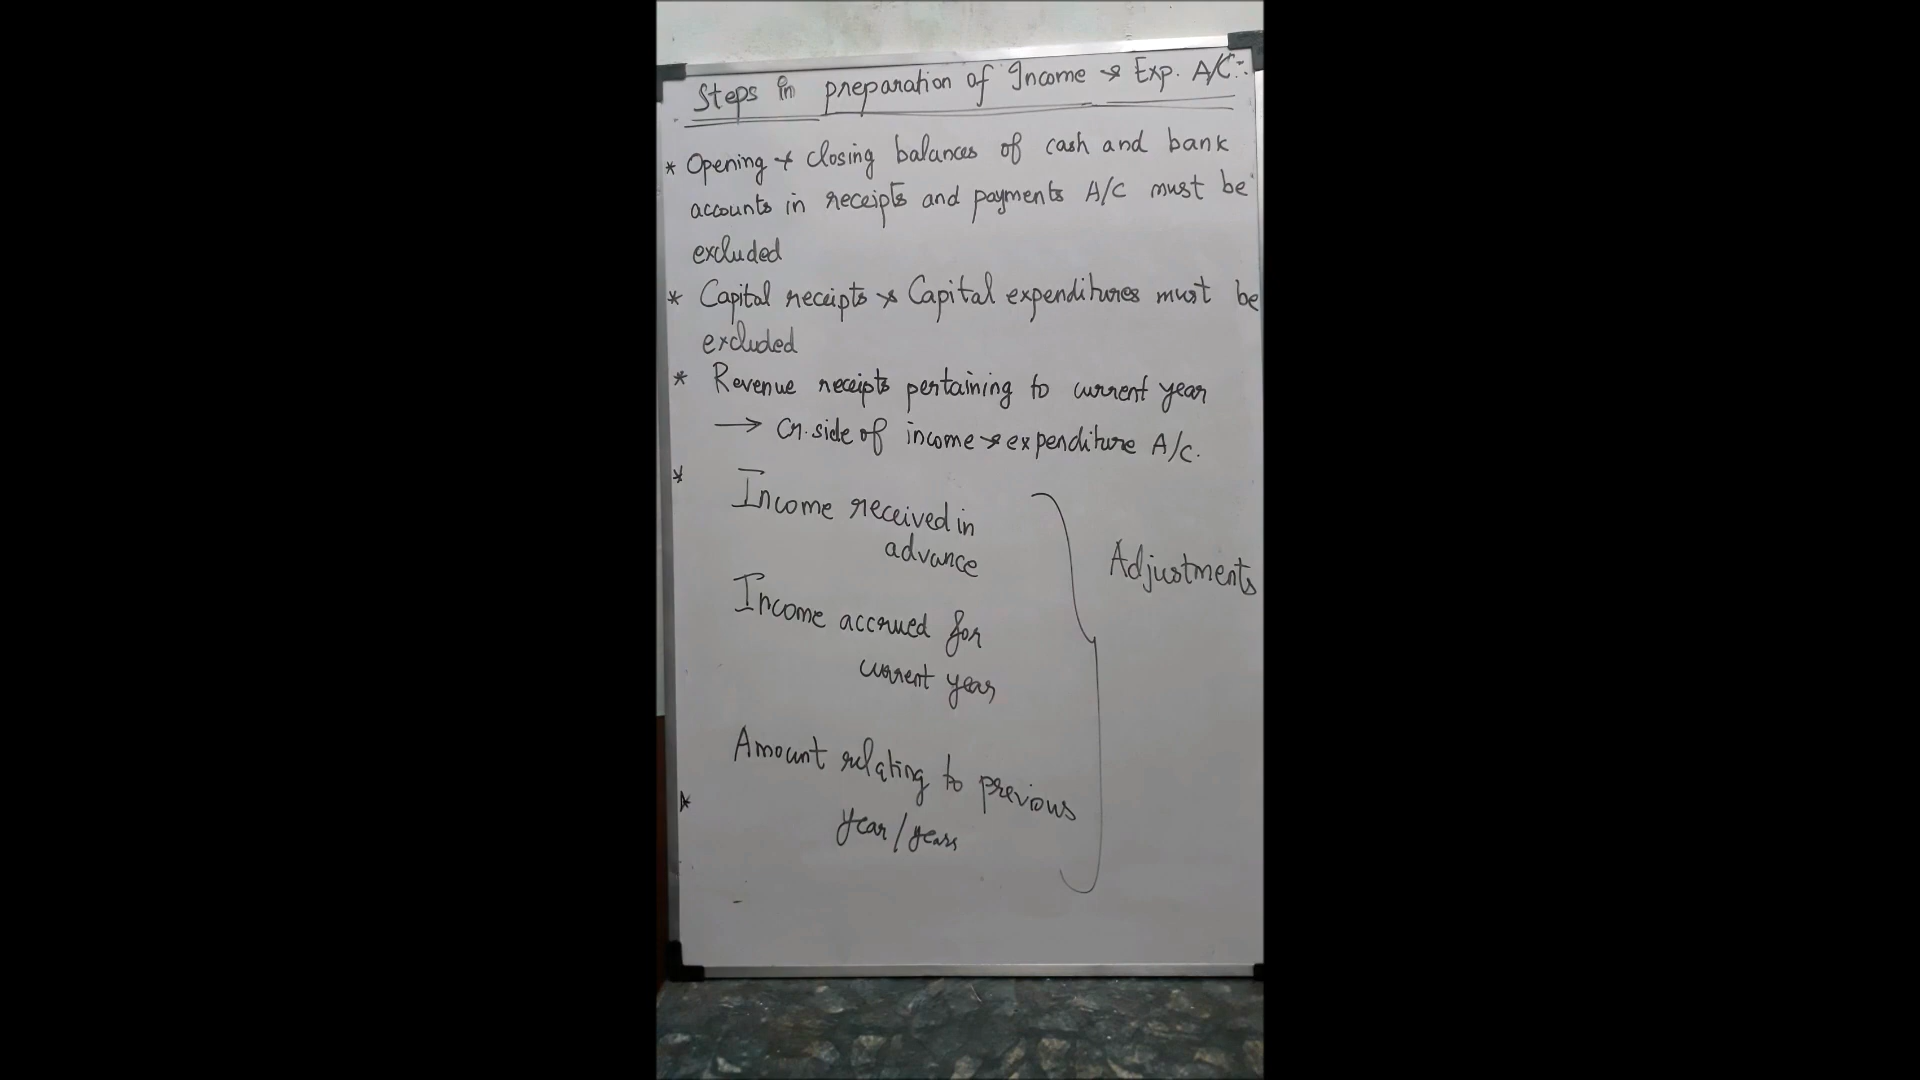 Steps in preparation of Income & Exp. A/C:-
* Opening & closing balances of cash and bank
accounts in receipts and payments A/C must be
excluded
* Capital receipts & Capital expenditures must be
excluded
* Revenue receipts pertaining to current year
→ Cr. side of income & expenditure A/c.
* Income received in
advance
Adjustments
Income accrued for
current year
Amount relating to previous
* year/years
-